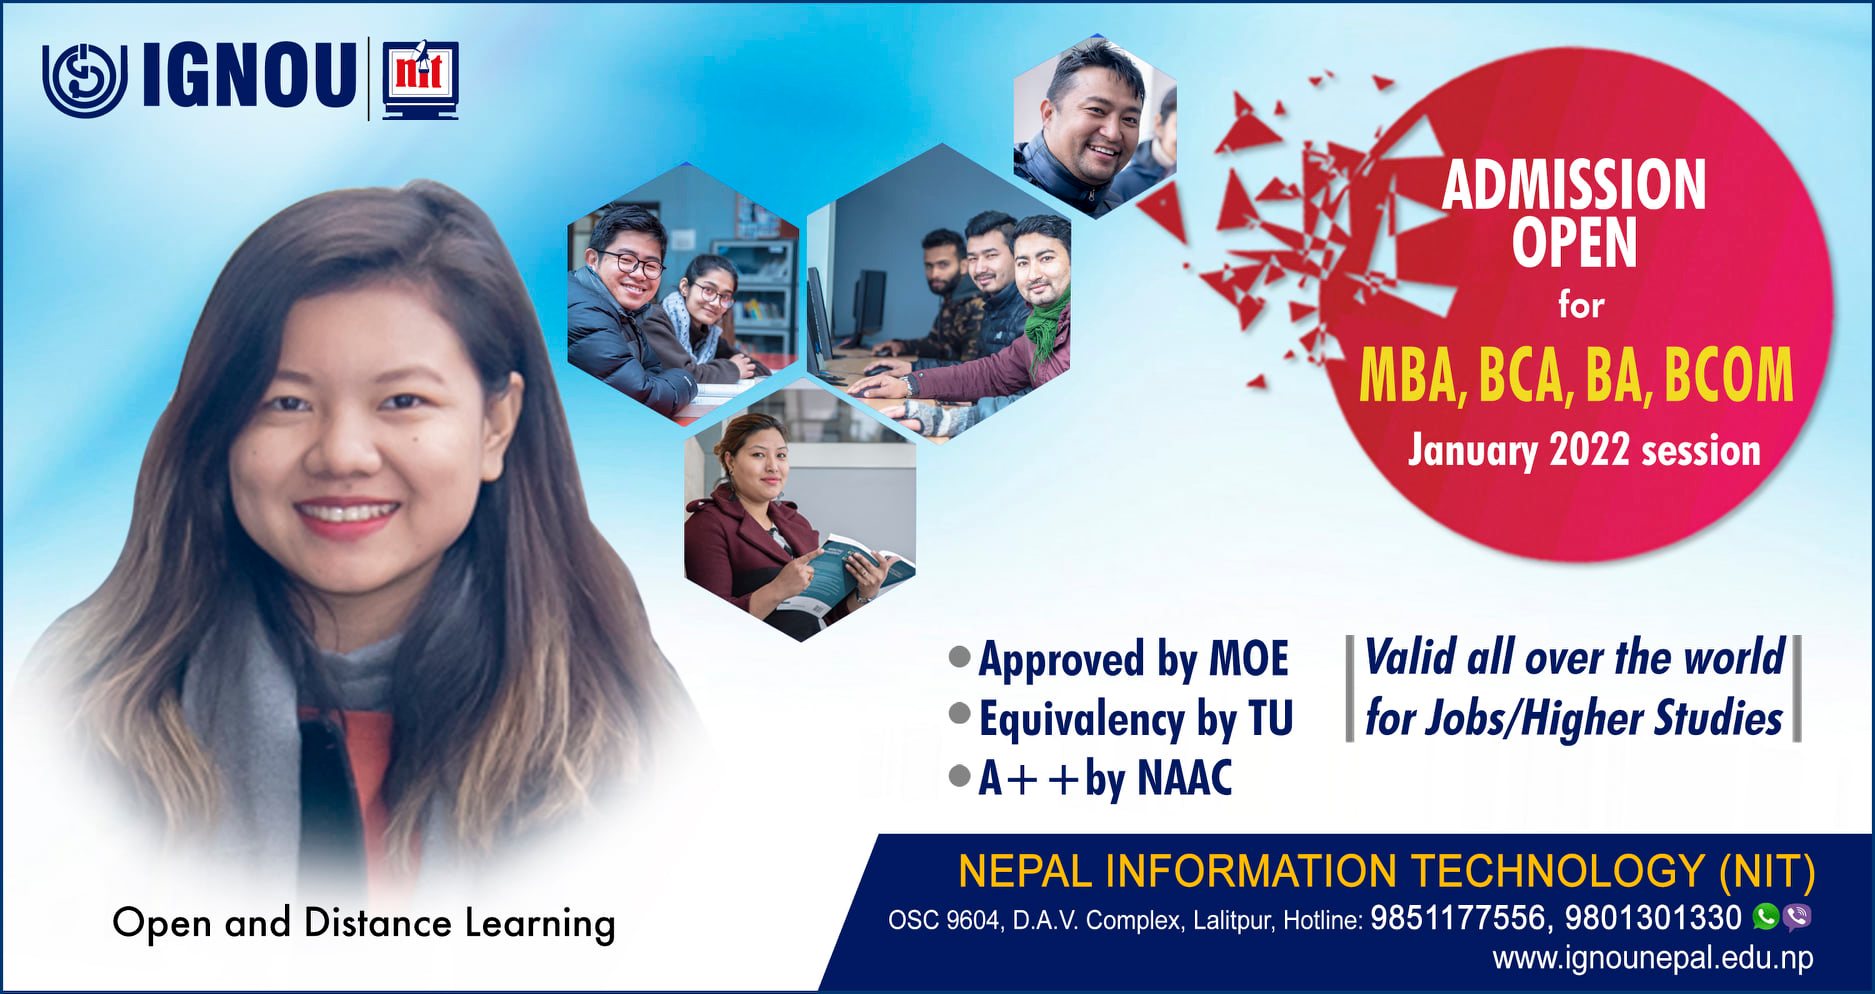 IGNOU
nit
ADMISSION
OPEN
for
MBA, BCA, BA, BCOM
January 2022 session
Approved by MOE
Equivalency by TU
A++by NAAC
Valid all over the world
for Jobs/Higher Studies
Open and Distance Learning
NEPAL INFORMATION TECHNOLOGY (NIT)
OSC 9604, D.A.V. Complex, Lalitpur, Hotline: 9851177556, 9801301330
www.ignounepal.edu.np